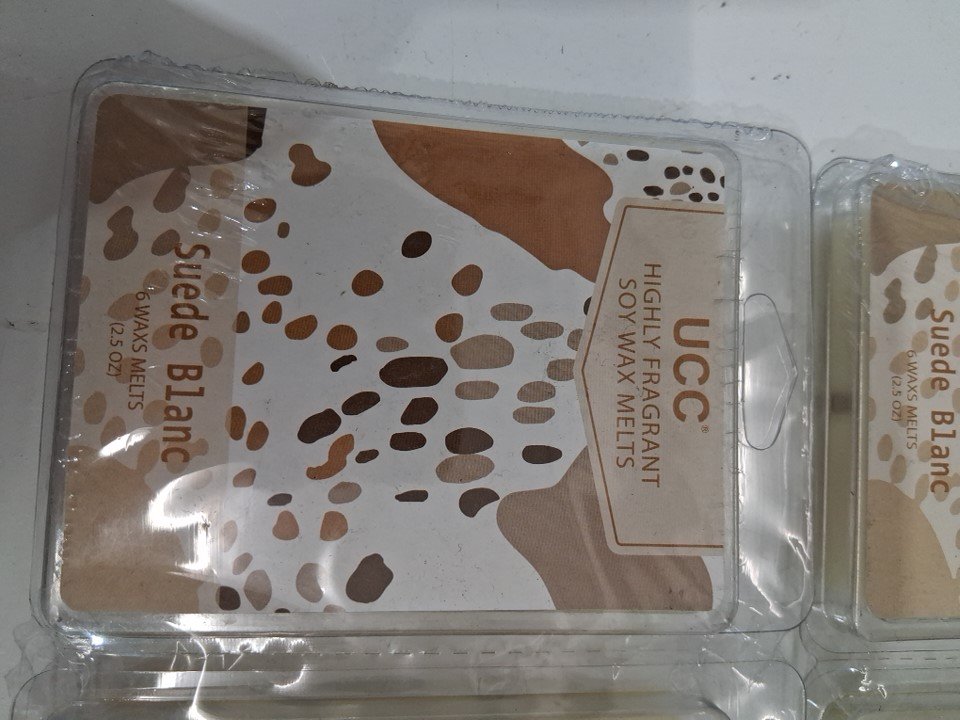 UCC®
HIGHLY FRAGRANT
SOY WAX MELTS
Suede Blanc
6 WAXS MELTS
(2.5 OZ)
Suede Blanc
6 WAXS MELTS
(2.5 OZ)